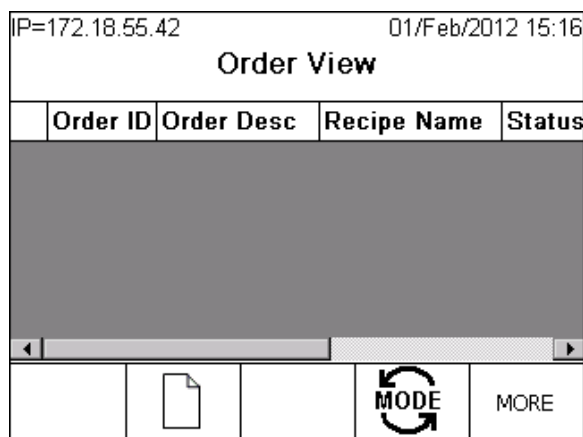 IP=172.18.55.42 01/Feb/2012 15:16
Order View
Order ID Order Desc Recipe Name Status
MODE MORE